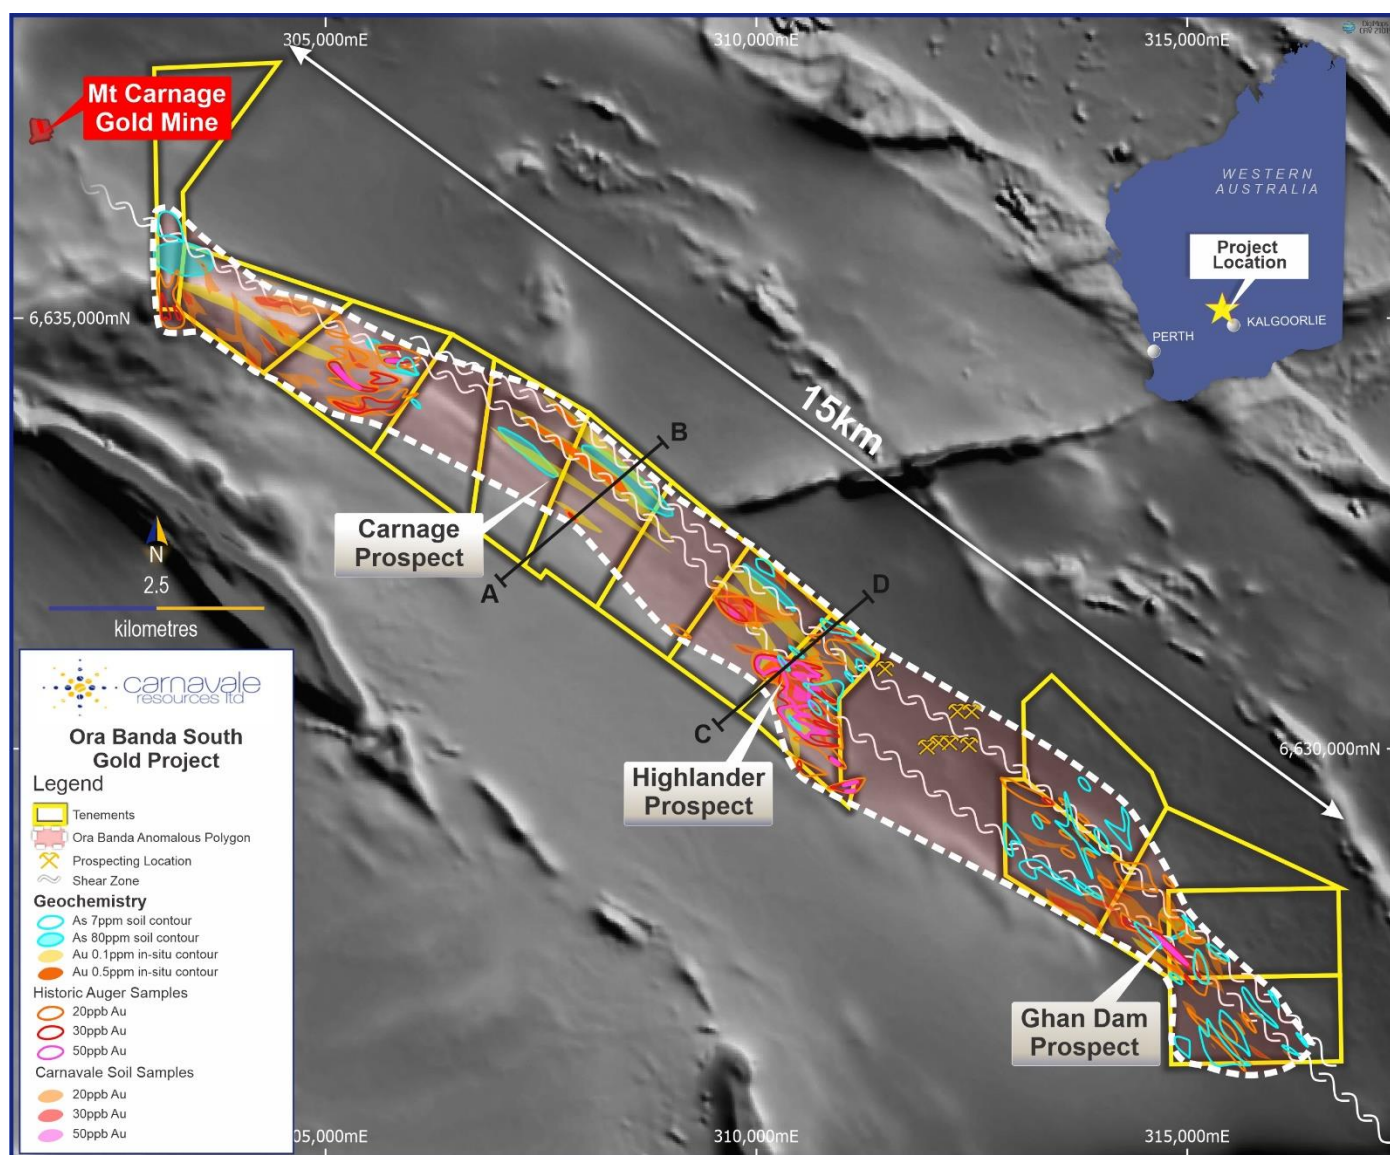 305,000mE
310,000mE
315,000mE
Mt Carnage
Gold Mine
WESTERN
AUSTRALIA
Project
Location
KALGOORLIE
PERTH
6,635,000mN
15km
A
B
Carnage
Prospect
N
2.5
kilometres
C
D
Highlander
Prospect
6,630,000mN
Ghan Dam
Prospect
carnavale
resources ltd
Ora Banda South
Gold Project
Legend
Tenements
Ora Banda Anomalous Polygon
Prospecting Location
Shear Zone
Geochemistry
As 7ppm soil contour
As 80ppm soil contour
Au 0.1ppm in-situ contour
Au 0.5ppm in-situ contour
Historic Auger Samples
20ppb Au
30ppb Au
50ppb Au
Carnavale Soil Samples
20ppb Au
30ppb Au
50ppb Au
05,000mE
310,000mE
315,000mE